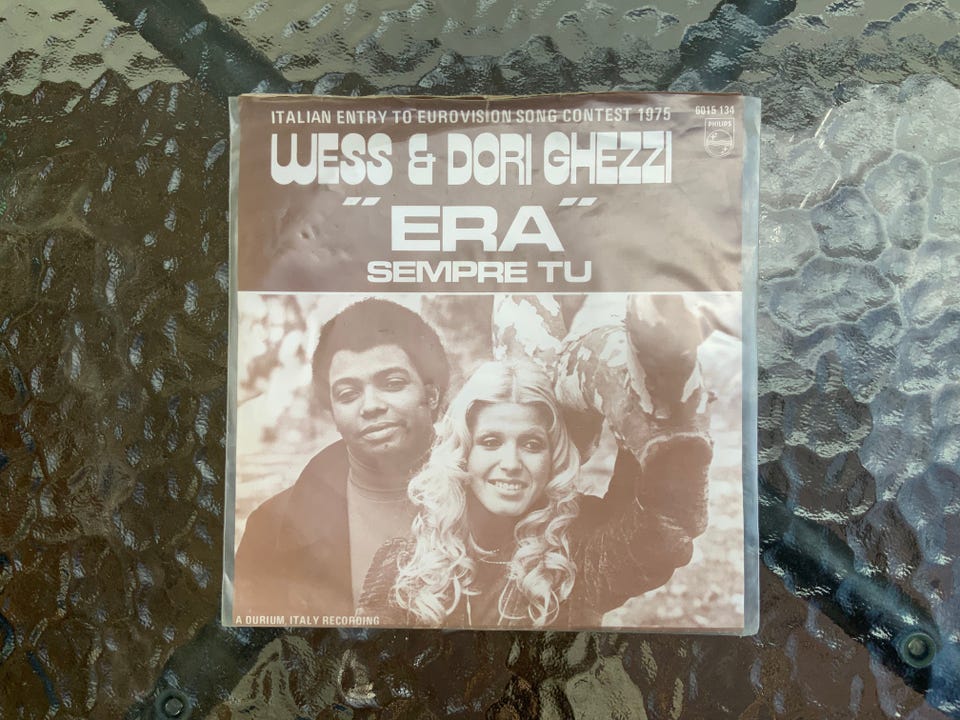 ITALIAN ENTRY TO EUROVISION SONG CONTEST 1975
6015 134
PHILIPS
WESS & DORI GHEZZI
"ERA"
SEMPRE TU
A DURIUM, ITALY RECORDING